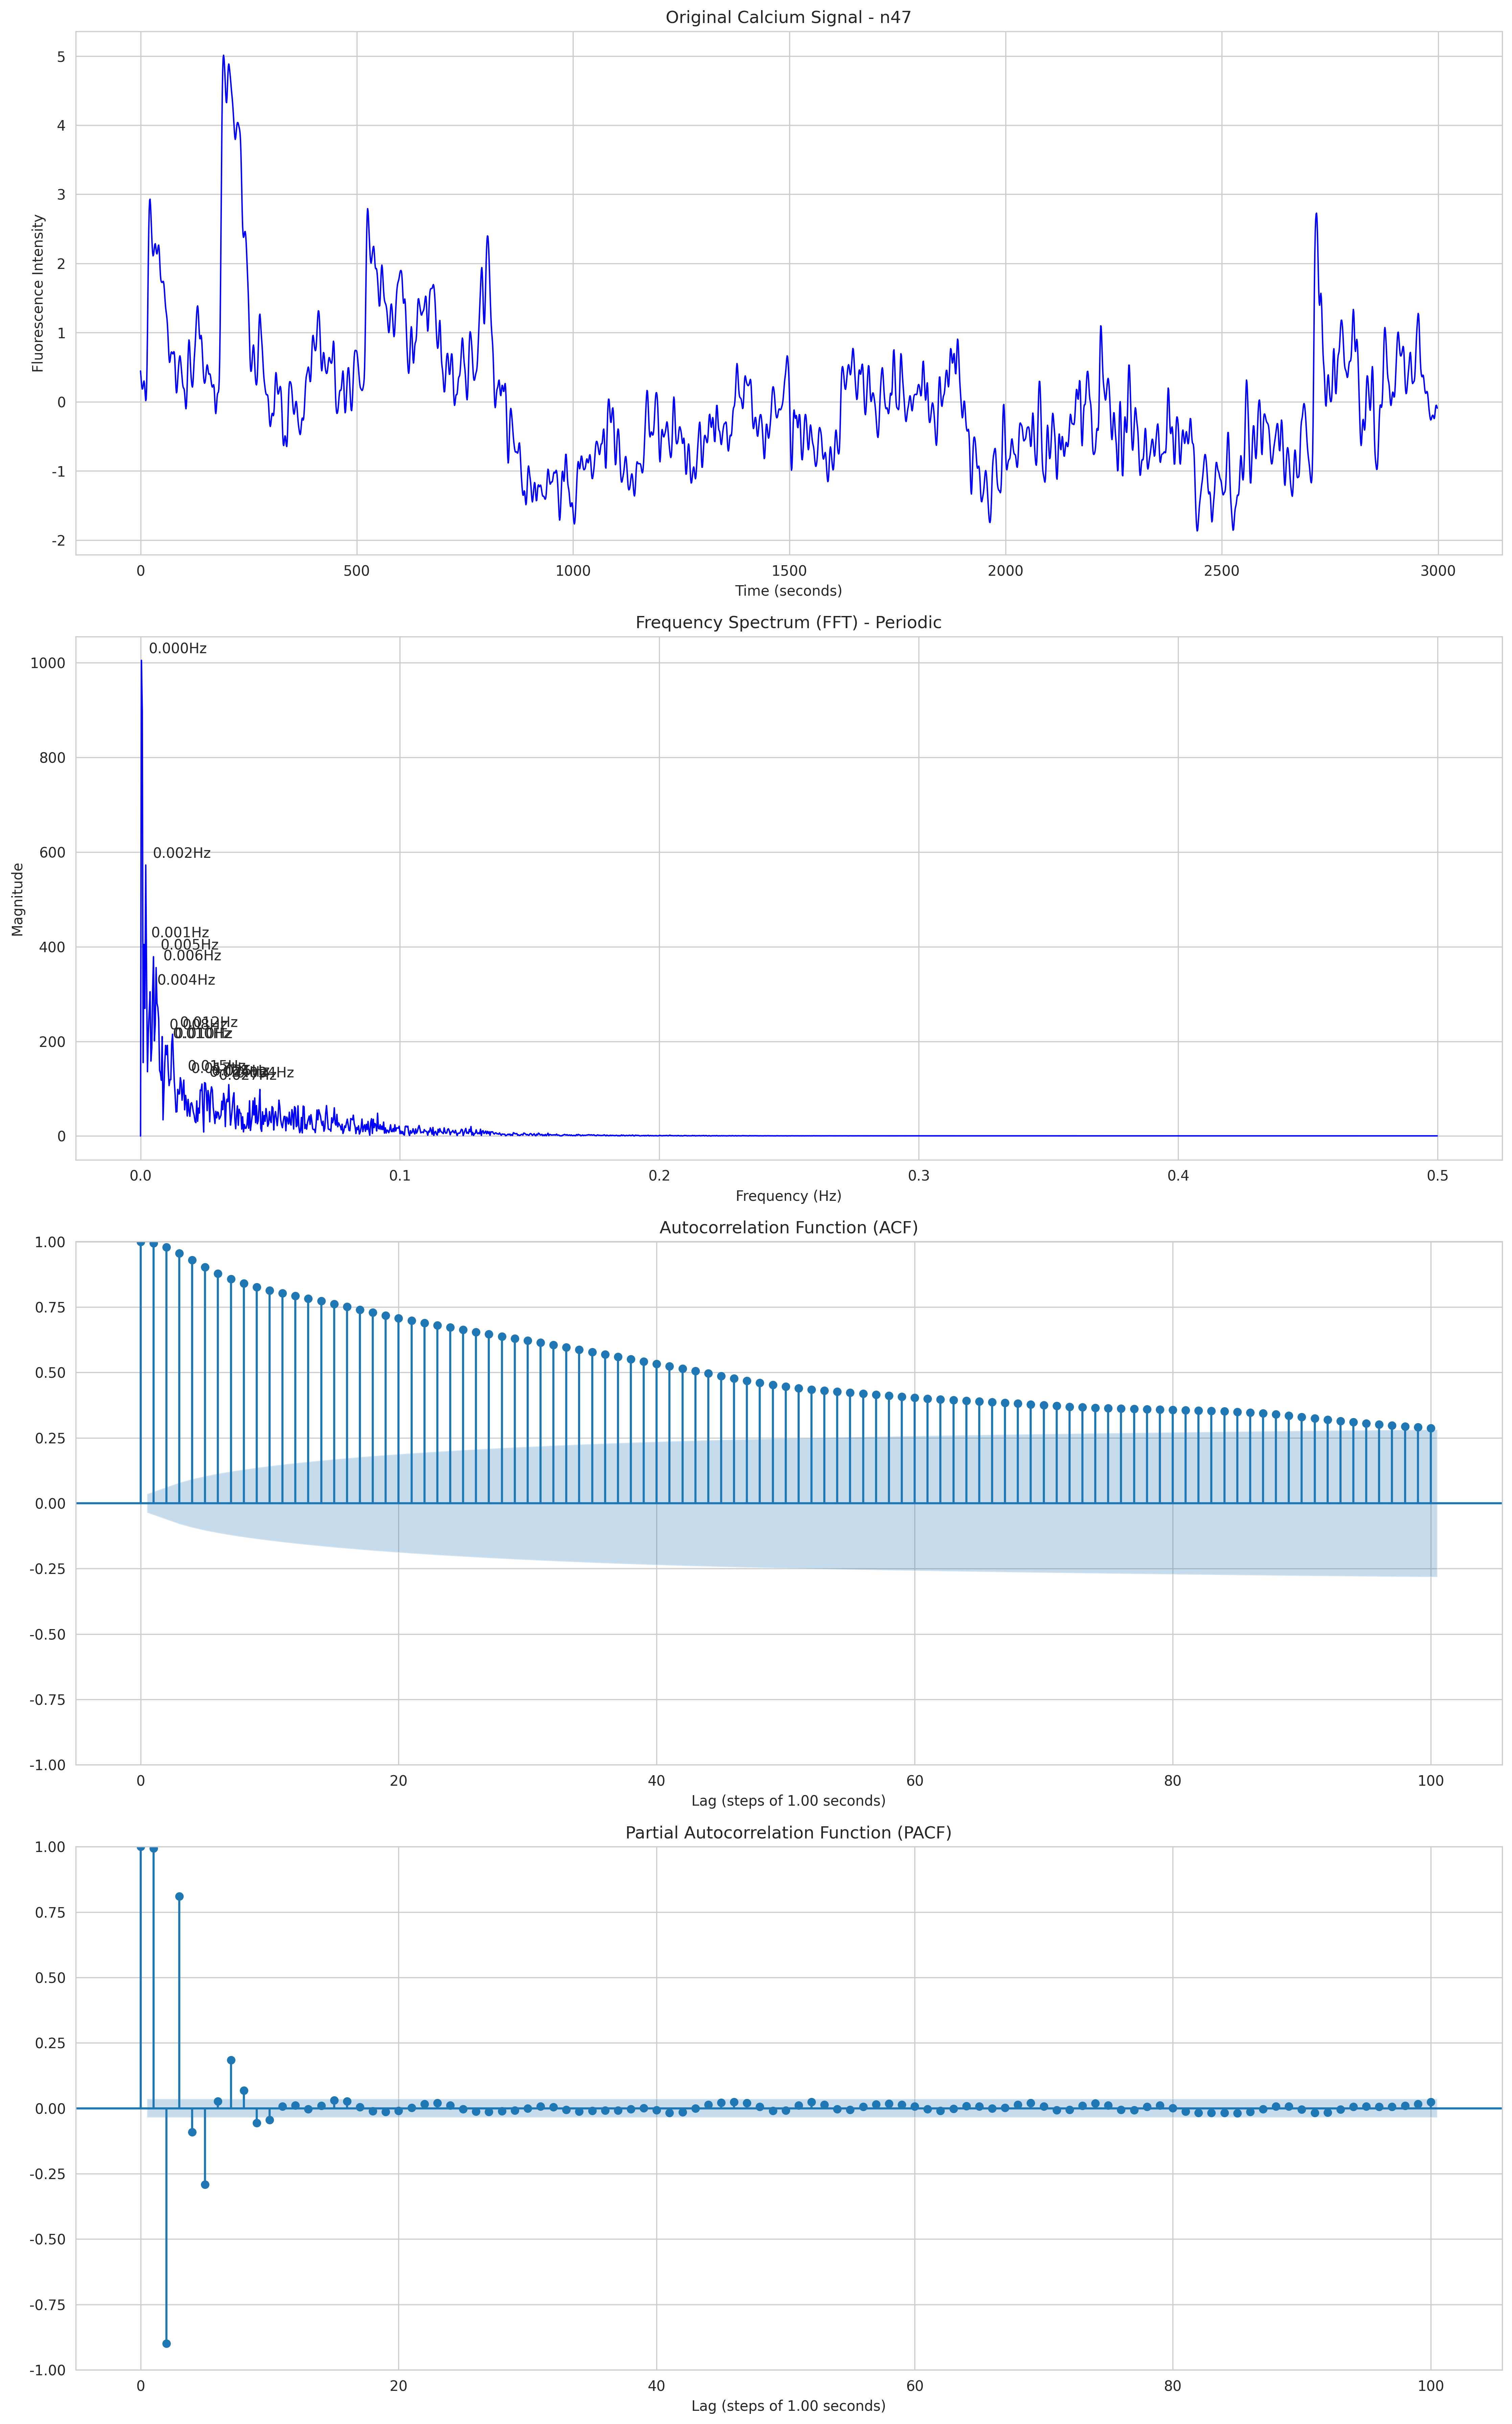 Original Calcium Signal - n47
Fluorescence Intensity
5
4
3
2
1
0
-1
-2
0 500 1000 1500 2000 2500 3000
Time (seconds)
Frequency Spectrum (FFT) - Periodic
Magnitude
1000
800
600
400
200
0
0.000Hz
0.002Hz
0.001Hz
0.005Hz
0.006Hz
0.004Hz
0.012Hz
0.010Hz
0.015Hz
0.027Hz
0.0 0.1 0.2 0.3 0.4 0.5
Frequency (Hz)
Autocorrelation Function (ACF)
1.00
0.75
0.50
0.25
0.00
-0.25
-0.50
-0.75
-1.00
0 20 40 60 80 100
Lag (steps of 1.00 seconds)
Partial Autocorrelation Function (PACF)
1.00
0.75
0.50
0.25
0.00
-0.25
-0.50
-0.75
-1.00
0 20 40 60 80 100
Lag (steps of 1.00 seconds)